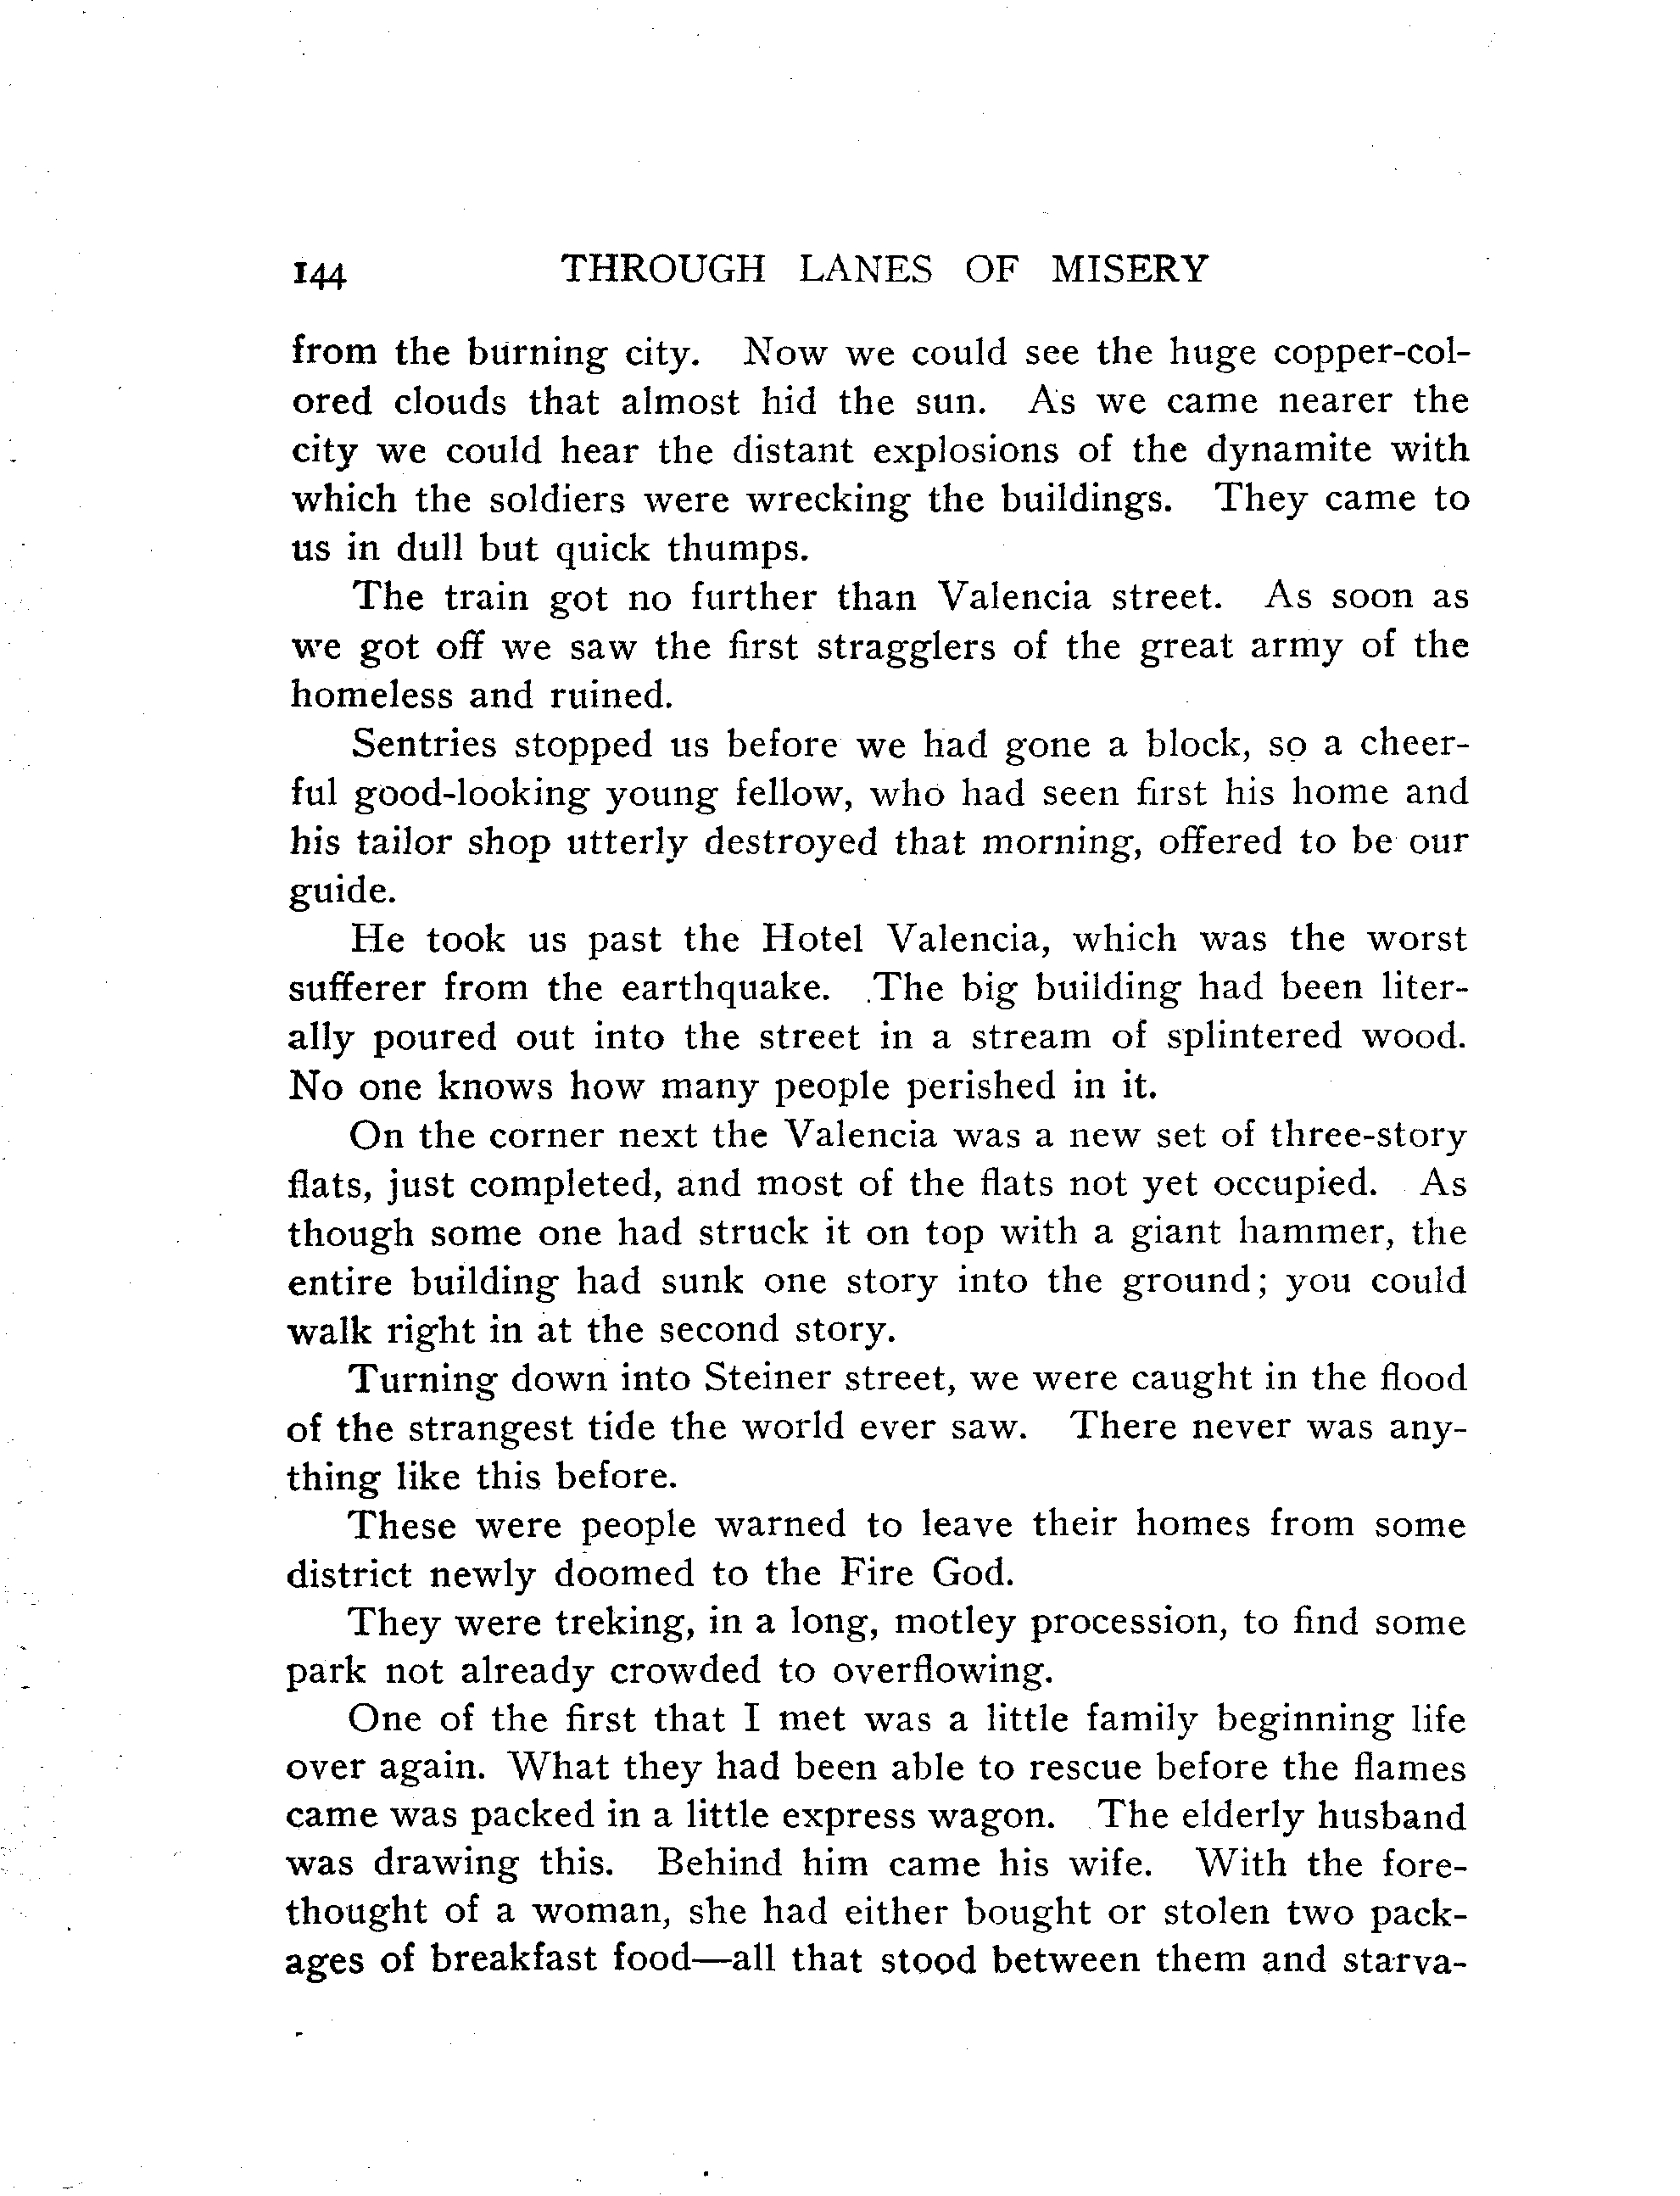 144 THROUGH LANES OF MISERY
from the burning city. Now we could see the huge copper-col-
ored clouds that almost hid the sun. As we came nearer the
city we could hear the distant explosions of the dynamite with
which the soldiers were wrecking the buildings. They came to
us in dull but quick thumps.
The train got no further than Valencia street. As soon as
we got off we saw the first stragglers of the great army of the
homeless and ruined.
Sentries stopped us before we had gone a block, so a cheer-
ful good-looking young fellow, who had seen first his home and
his tailor shop utterly destroyed that morning, offered to be our
guide.
He took us past the Hotel Valencia, which was the worst
sufferer from the earthquake. The big building had been liter-
ally poured out into the street in a stream of splintered wood.
No one knows how many people perished in it.
On the corner next the Valencia was a new set of three-story
flats, just completed, and most of the flats not yet occupied. As
though some one had struck it on top with a giant hammer, the
entire building had sunk one story into the ground; you could
walk right in at the second story.
Turning down into Steiner street, we were caught in the flood
of the strangest tide the world ever saw. There never was any-
thing like this before.
These were people warned to leave their homes from some
district newly doomed to the Fire God.
They were treking, in a long, motley procession, to find some
park not already crowded to overflowing.
One of the first that I met was a little family beginning life
over again. What they had been able to rescue before the flames
came was packed in a little express wagon. The elderly husband
was drawing this. Behind him came his wife. With the fore-
thought of a woman, she had either bought or stolen two pack-
ages of breakfast food—all that stood between them and starva-